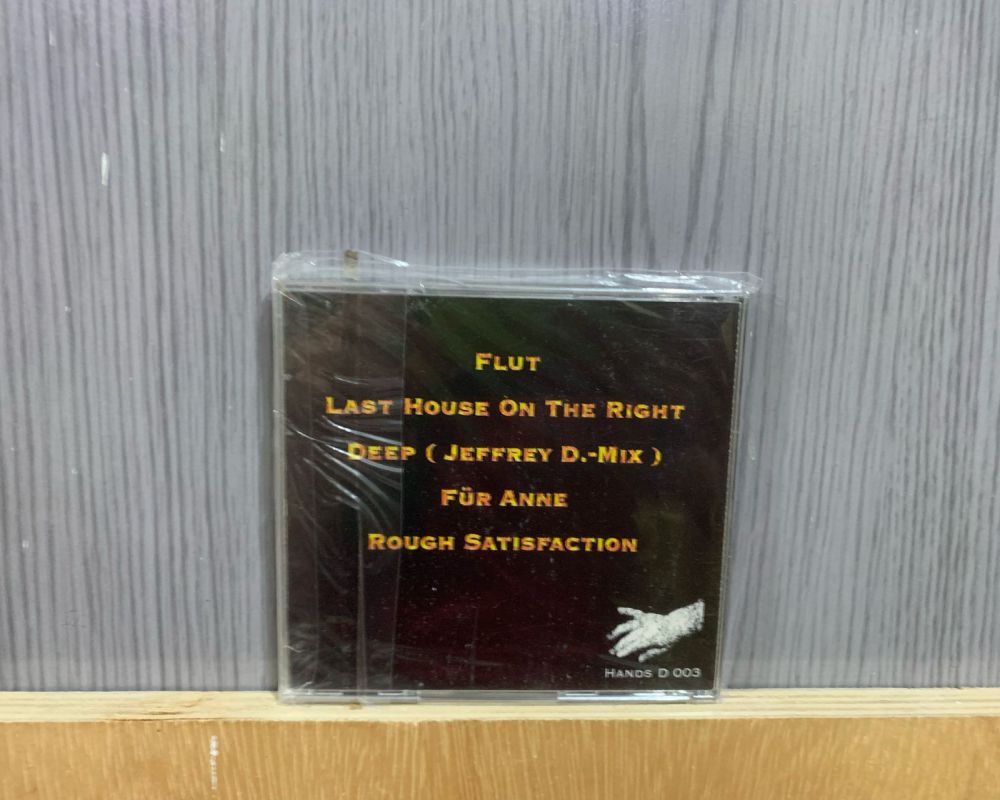 FLUT
LAST HOUSE ON THE RIGHT
DEEP ( JEFFREY D.-MIX )
FÜR ANNE
ROUGH SATISFACTION
HANDS D 003